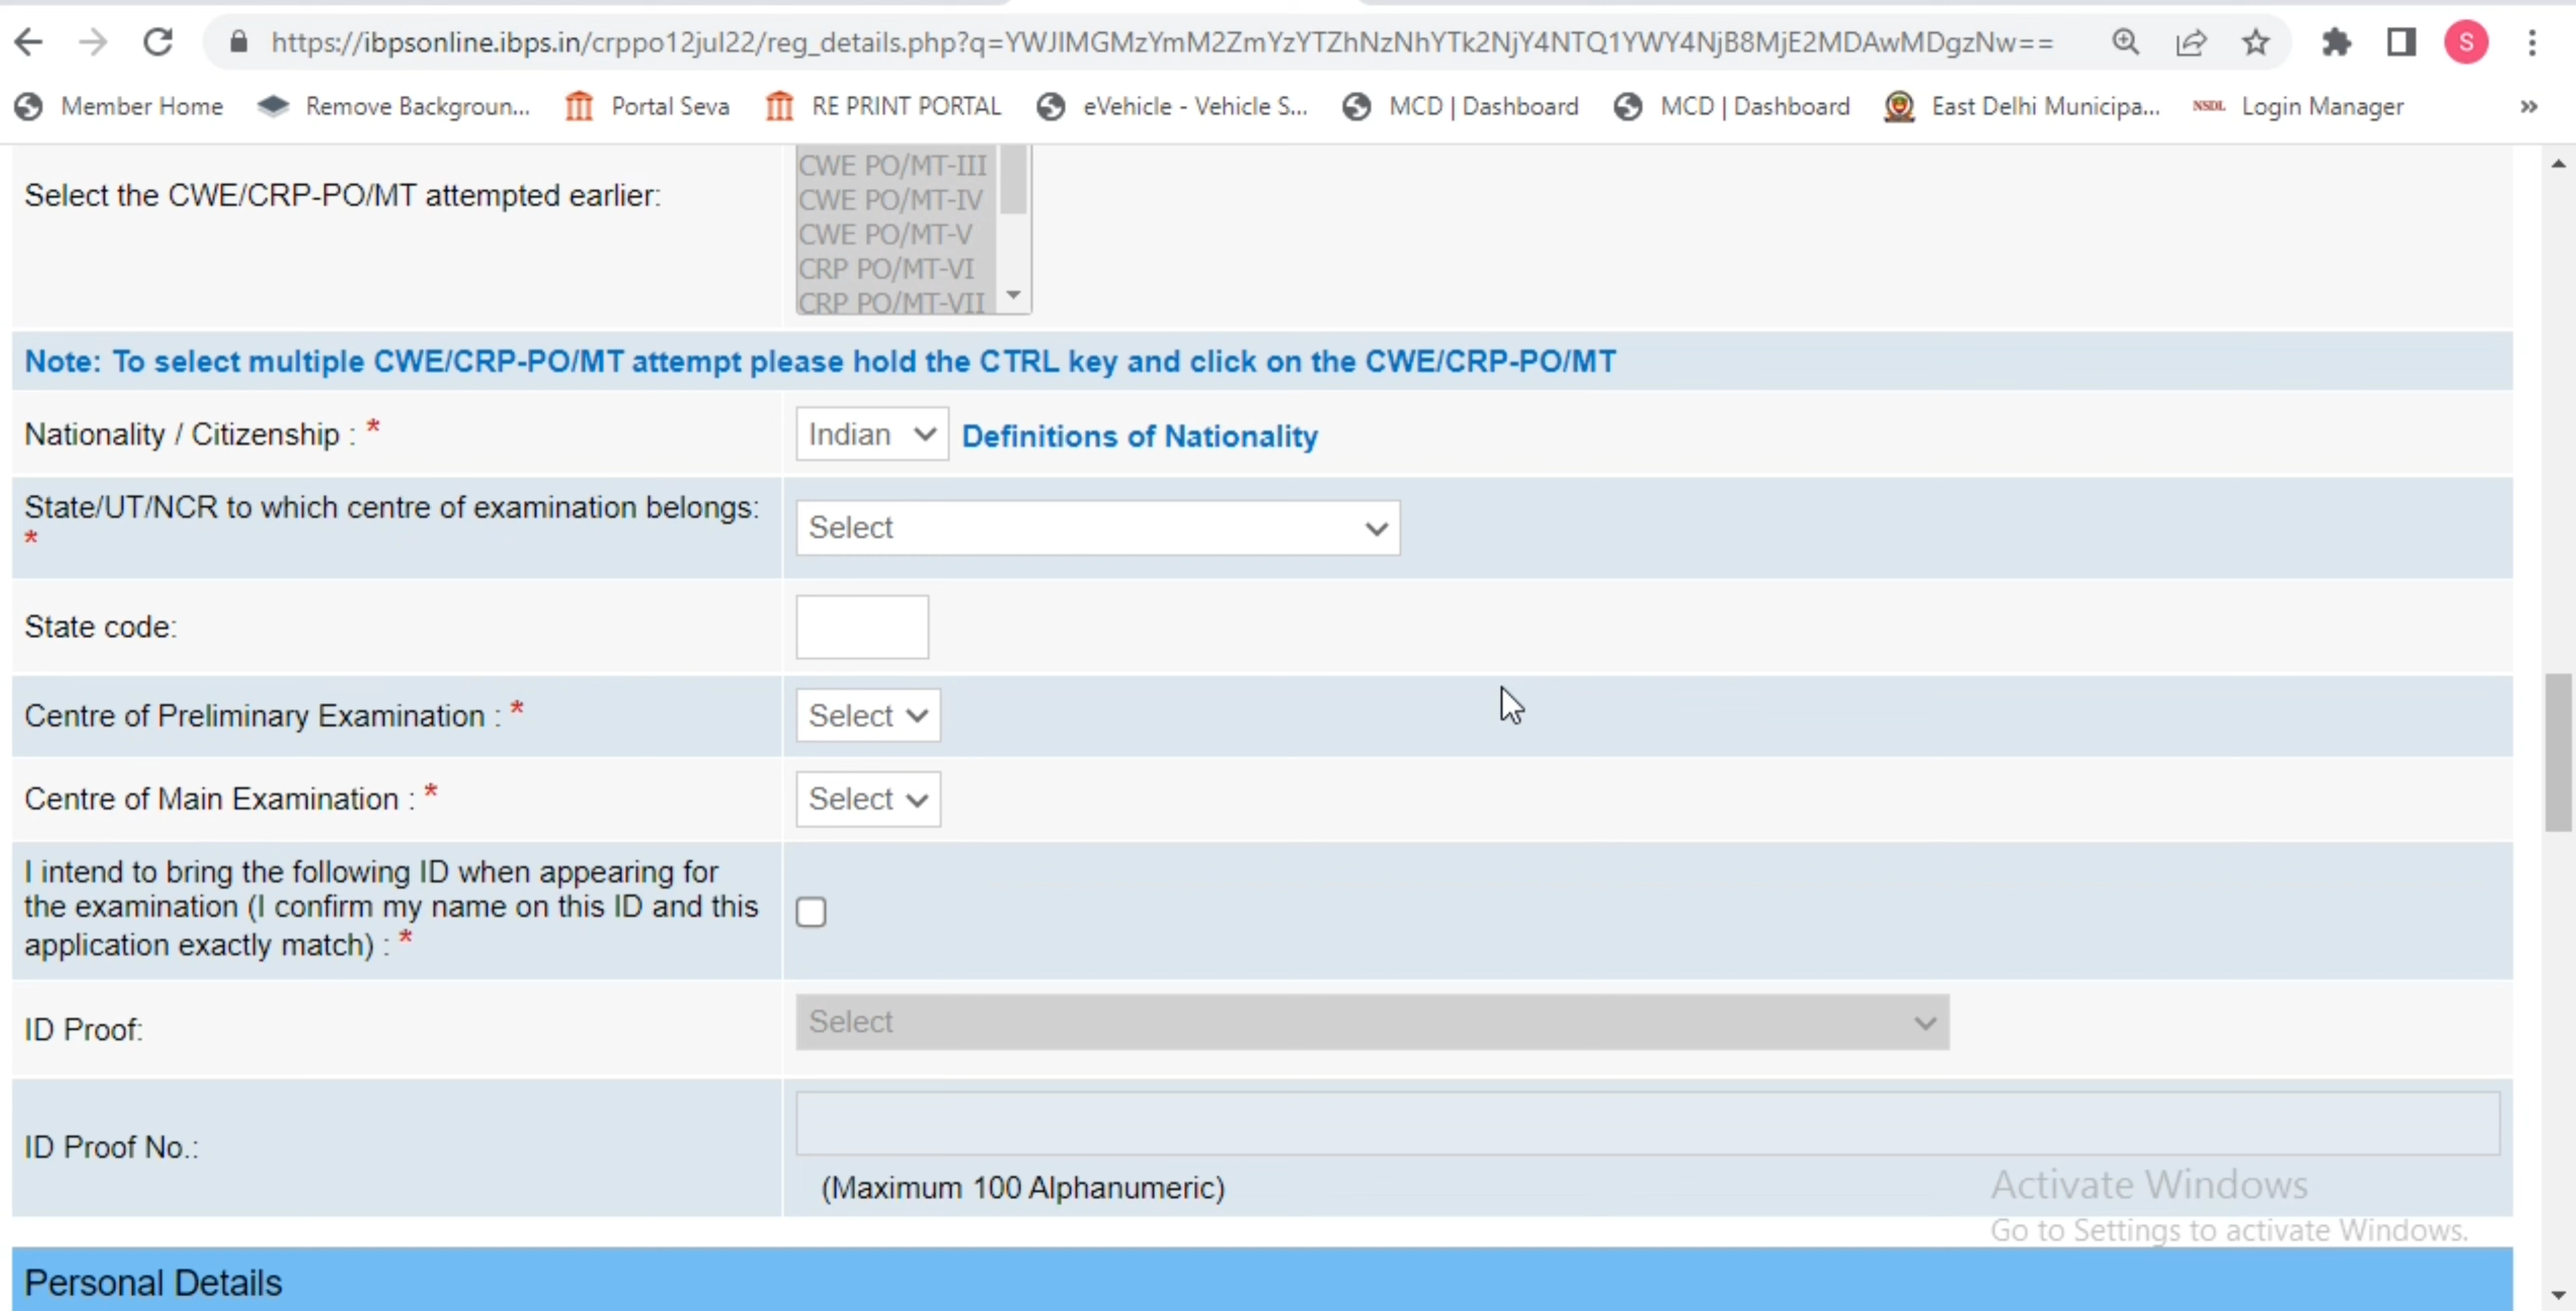 https://ibpsonline.ibps.in/crppo12jul22/reg_details.php?q=YWJlMGMzYmM2ZmYzYTZhNzNhYTk2NjY4NTQ1YWY4NjB8MjE2MDAwMDgzNw==
S
Member Home Remove Backgroun... Portal Seva RE PRINT PORTAL eVehicle - Vehicle S... MCD | Dashboard MCD | Dashboard East Delhi Municipa... NSDL Login Manager »
CWE PO/MT-III
Select the CWE/CRP-PO/MT attempted earlier:
CWE PO/MT-IV
CWE PO/MT-V
CRP PO/MT-VI
CRP PO/MT-VII
Note: To select multiple CWE/CRP-PO/MT attempt please hold the CTRL key and click on the CWE/CRP-PO/MT
Nationality / Citizenship : * Indian Definitions of Nationality
State/UT/NCR to which centre of examination belongs:
* Select
State code:
Centre of Preliminary Examination : * Select
Centre of Main Examination : * Select
I intend to bring the following ID when appearing for
the examination (I confirm my name on this ID and this
application exactly match) : *
ID Proof: Select
ID Proof No.:
(Maximum 100 Alphanumeric)
Activate Windows
Go to Settings to activate Windows.
Personal Details